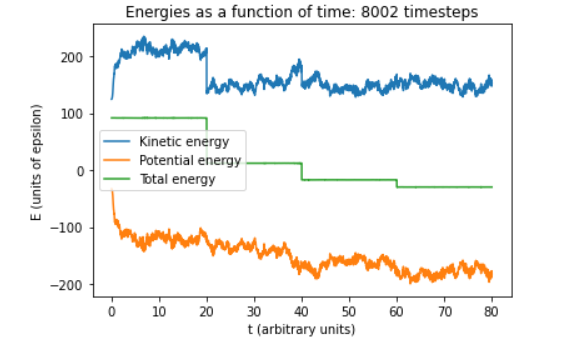 Energies as a function of time: 8002 timesteps
E (units of epsilon)
200
100
0
−100
−200
Kinetic energy
Potential energy
Total energy
0 10 20 30 40 50 60 70 80
t (arbitrary units)